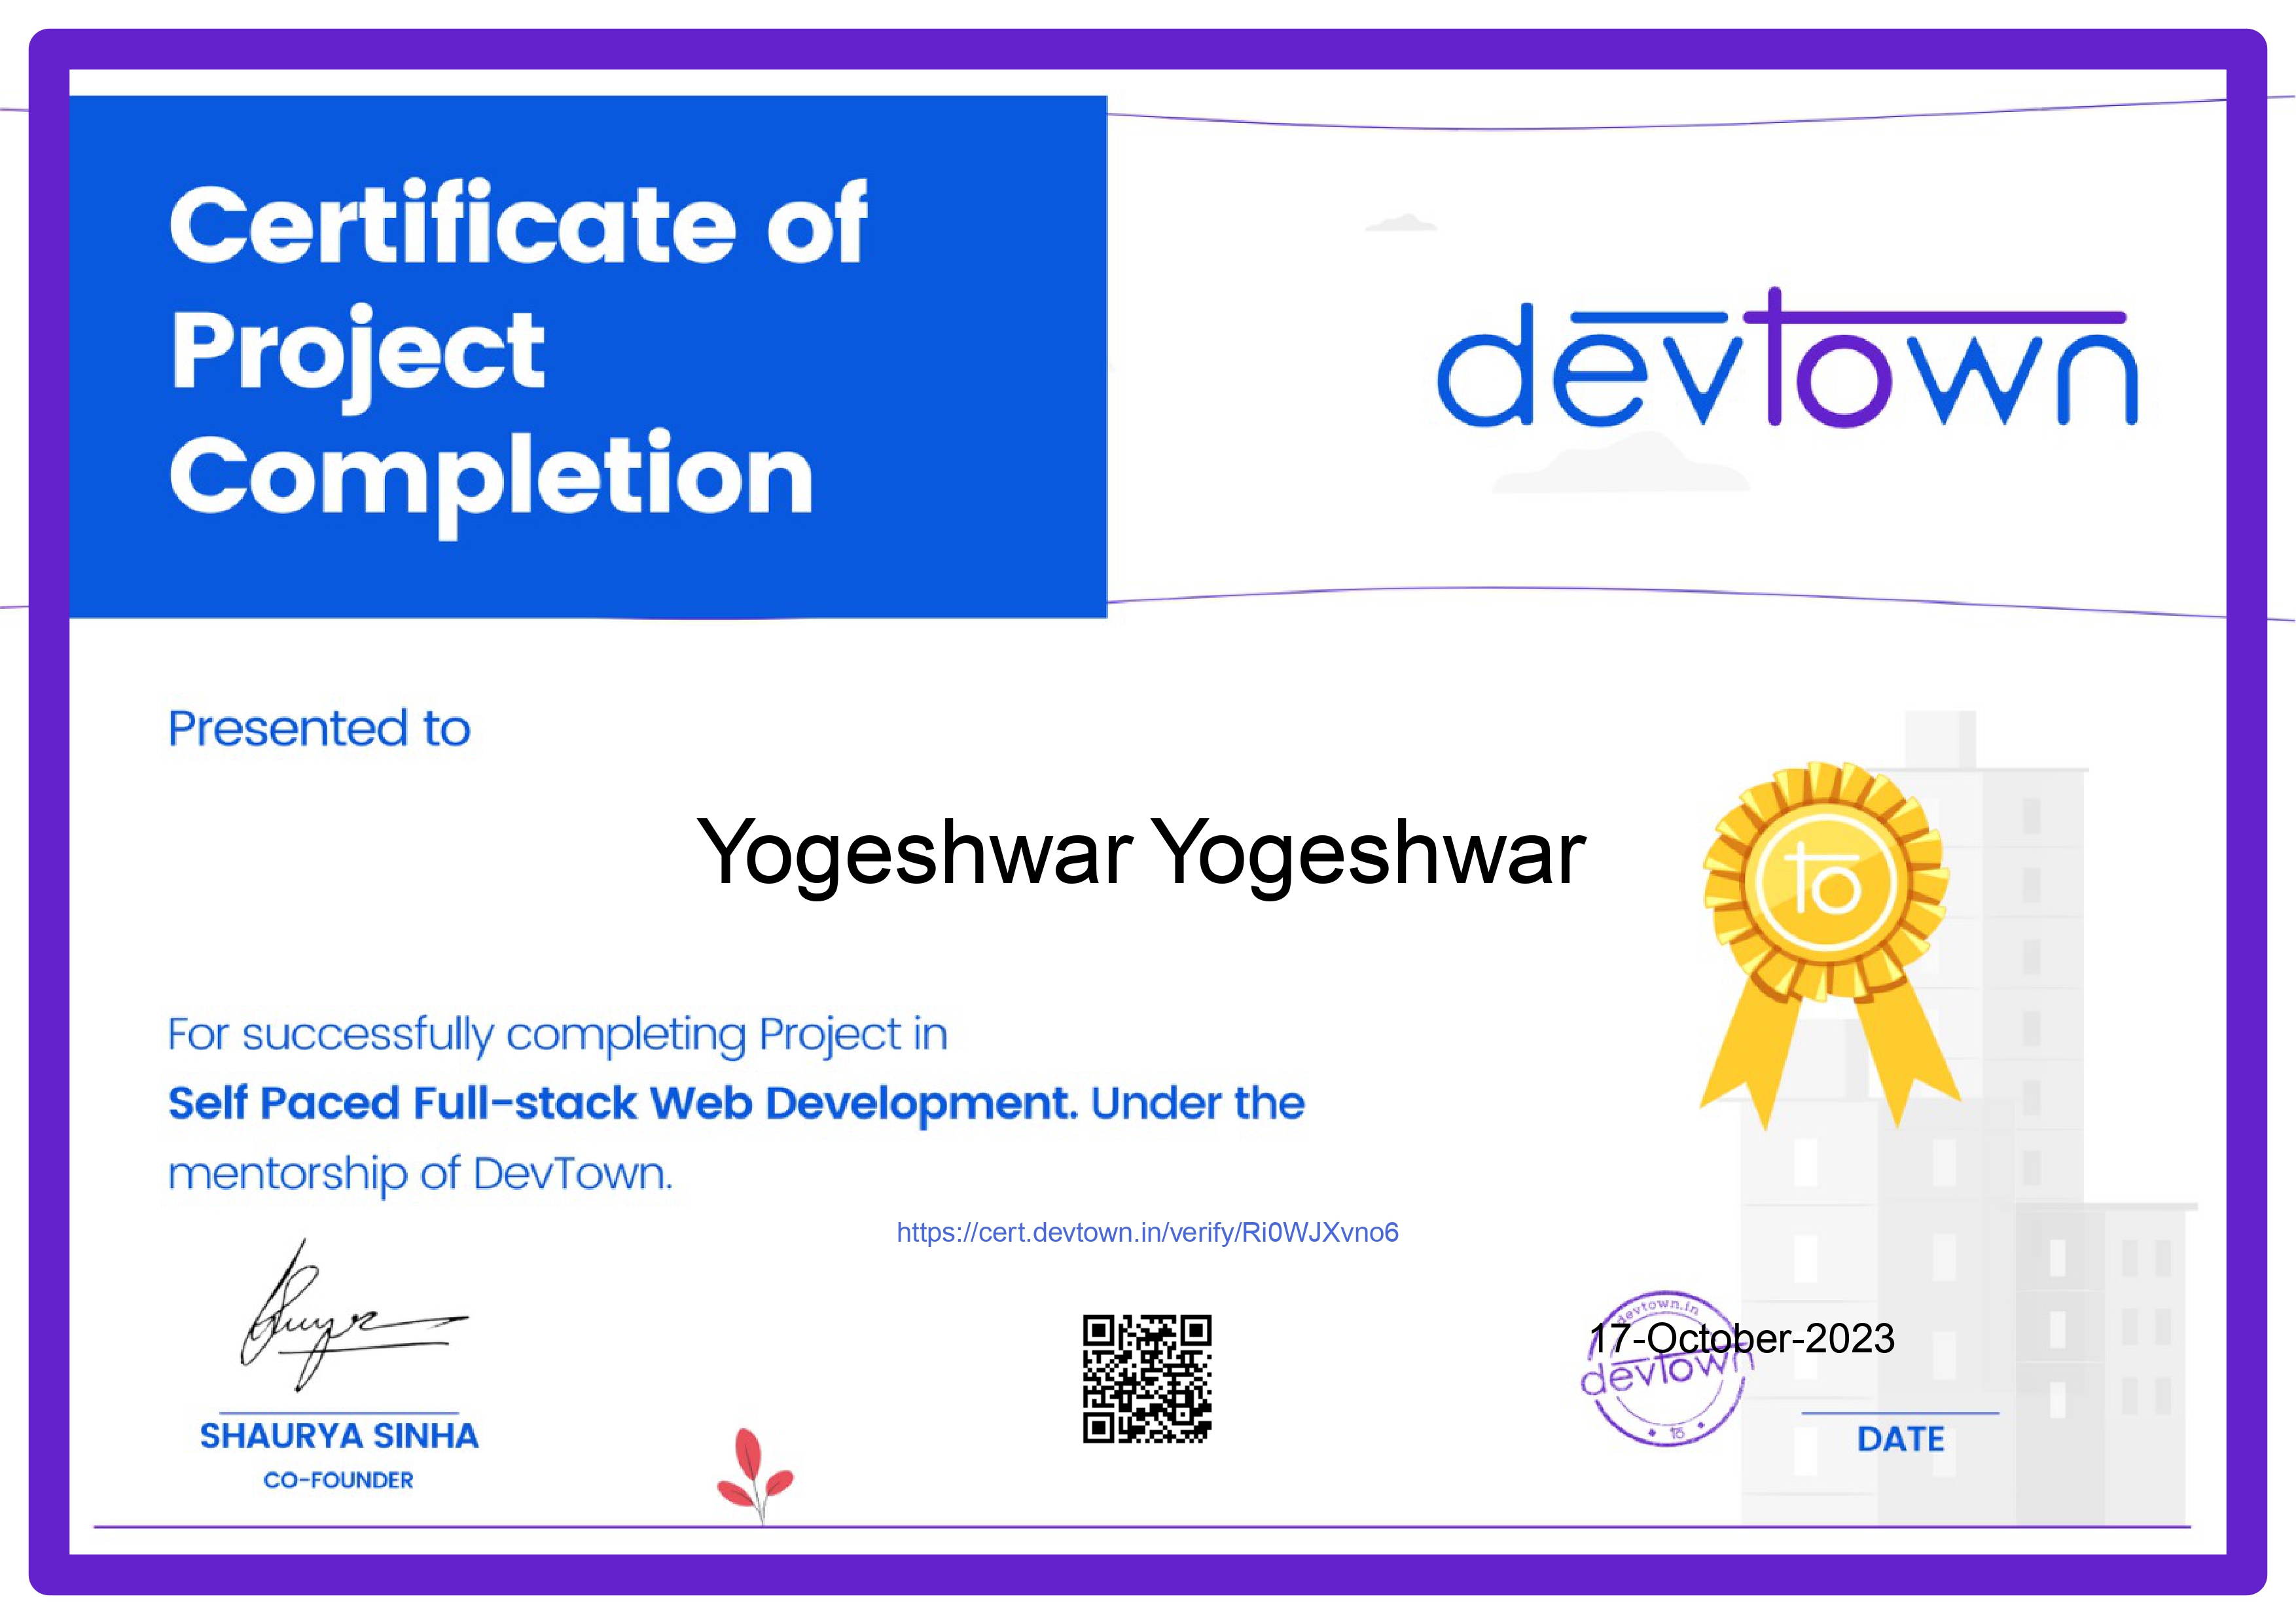 Certificate of
Project
Completion
devtown
Presented to
Yogeshwar Yogeshwar
For successfully completing Project in
Self Paced Full-stack Web Development. Under the
mentorship of DevTown.
https://cert.devtown.in/verify/Ri0WJXvno6
devtown.in
17-October-2023
devtown
to
SHAURYA SINHA
CO-FOUNDER
DATE